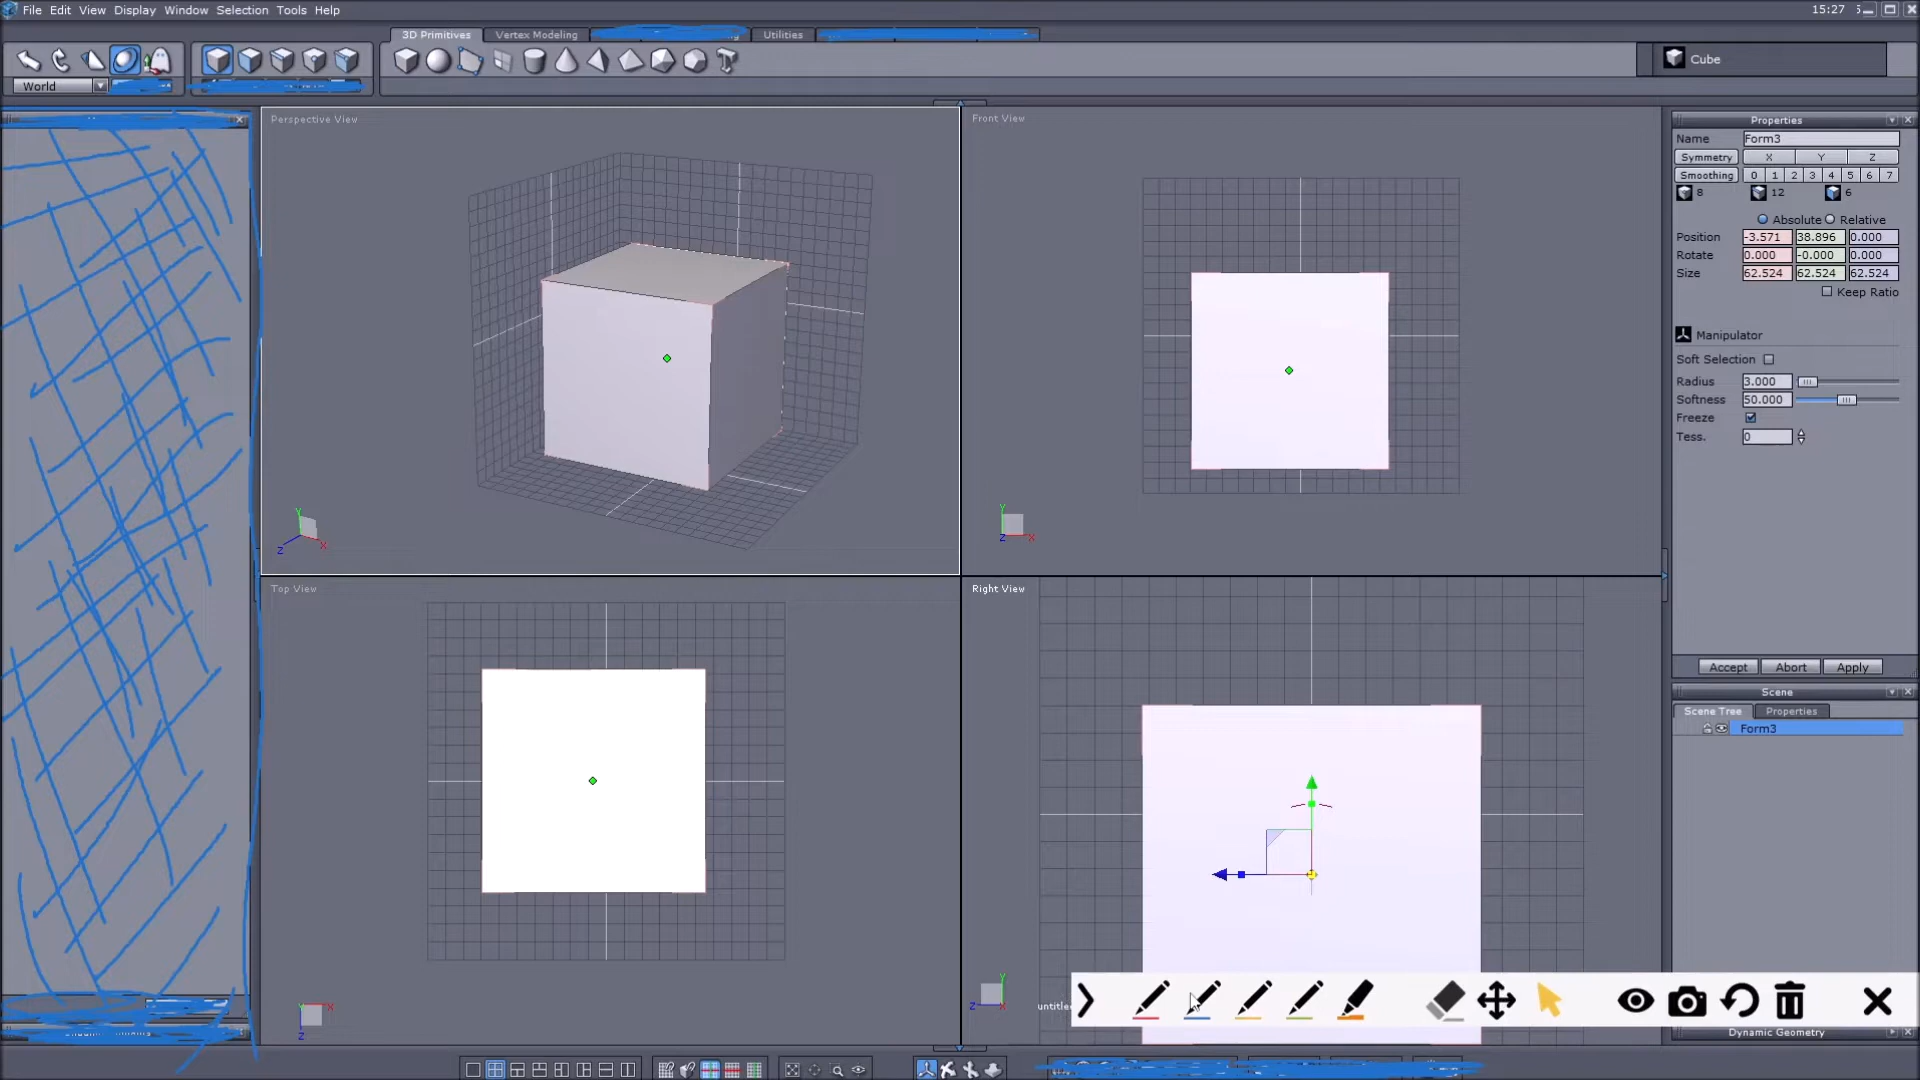 File Edit View Display Window Selection Tools Help
15:27
3D Primitives Vertex Modeling Utilities
World
Cube
Perspective View
Front View
Top View
Right View
Y
Z X
Y
Z X
X
Z
Y
Z
Properties
Name Form3
Symmetry X Y Z
Smoothing 0 1 2 3 4 5 6 7
8 12 6
Absolute Relative
Position -3.571 38.896 0.000
Rotate 0.000 -0.000 0.000
Size 62.524 62.524 62.524
Keep Ratio
Manipulator
Soft Selection
Radius 3.000
Softness 50.000
Freeze
Tess. 0
Accept Abort Apply
Scene
Scene Tree Properties
Form3
Dynamic Geometry